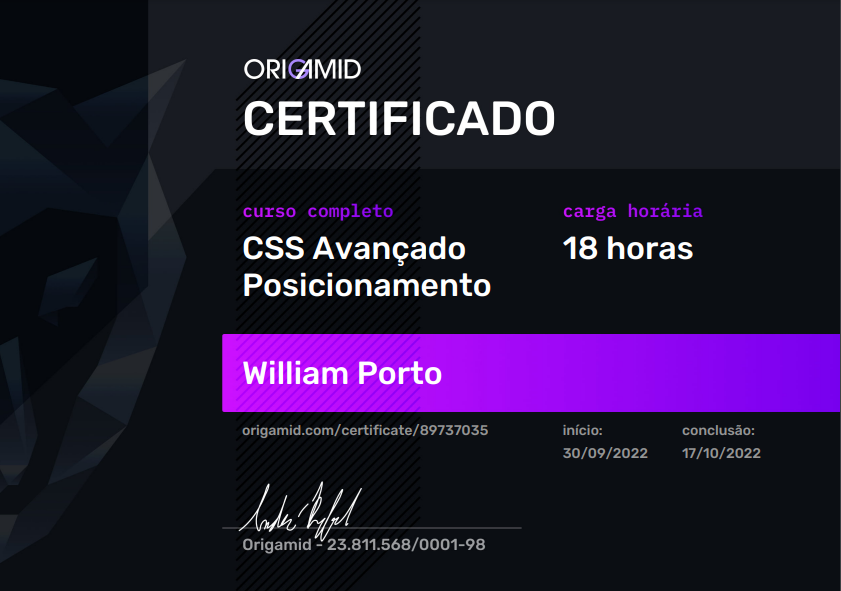 ORIGAMID
CERTIFICADO
curso completo
CSS Avançado
Posicionamento
carga horária
18 horas
William Porto
origamid.com/certificate/89737035
início:
30/09/2022
conclusão:
17/10/2022
Origamid - 23.811.568/0001-98